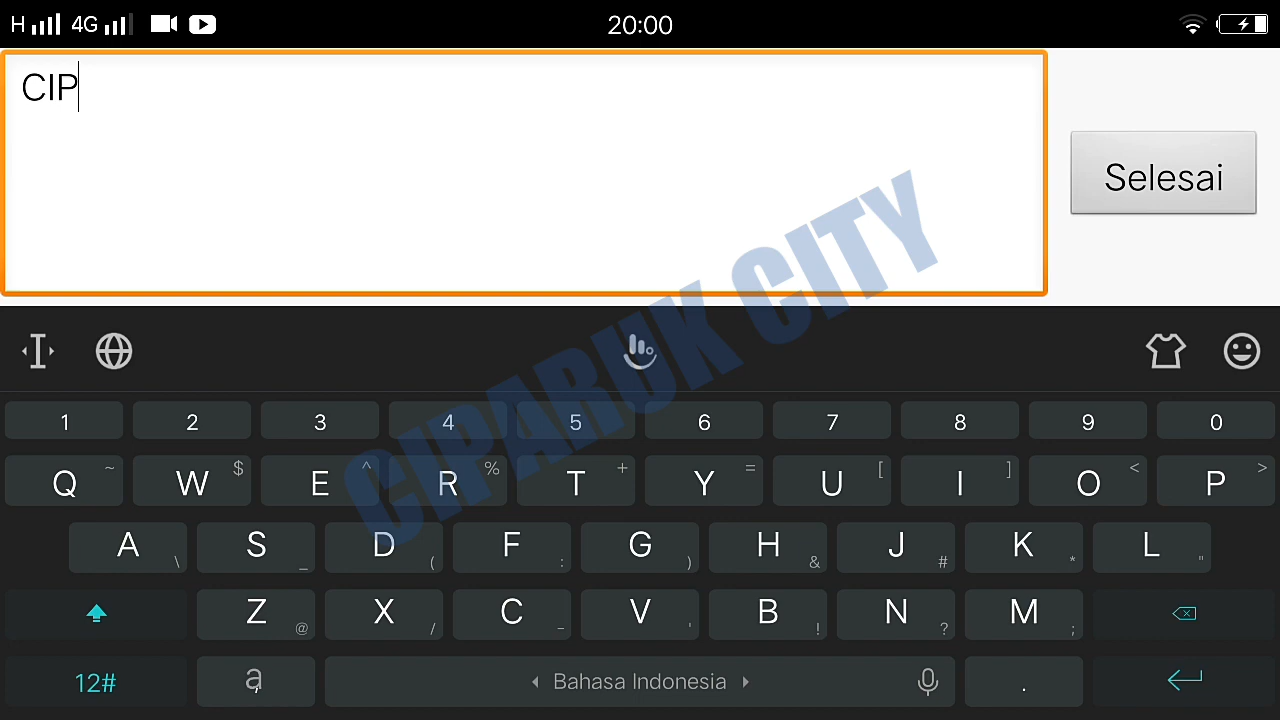 H 4G 20:00
CIP
Selesai
CIPARUK CITY
1 2 3 4 5 6 7 8 9 0
Q ~ W $ E ^ R % T + Y = U [ I ] O < P >
A \ S _ D ( F : G ) H & J # K * L "
Z @ X / C - V ' B ! N ? M ;
12# a , Bahasa Indonesia .